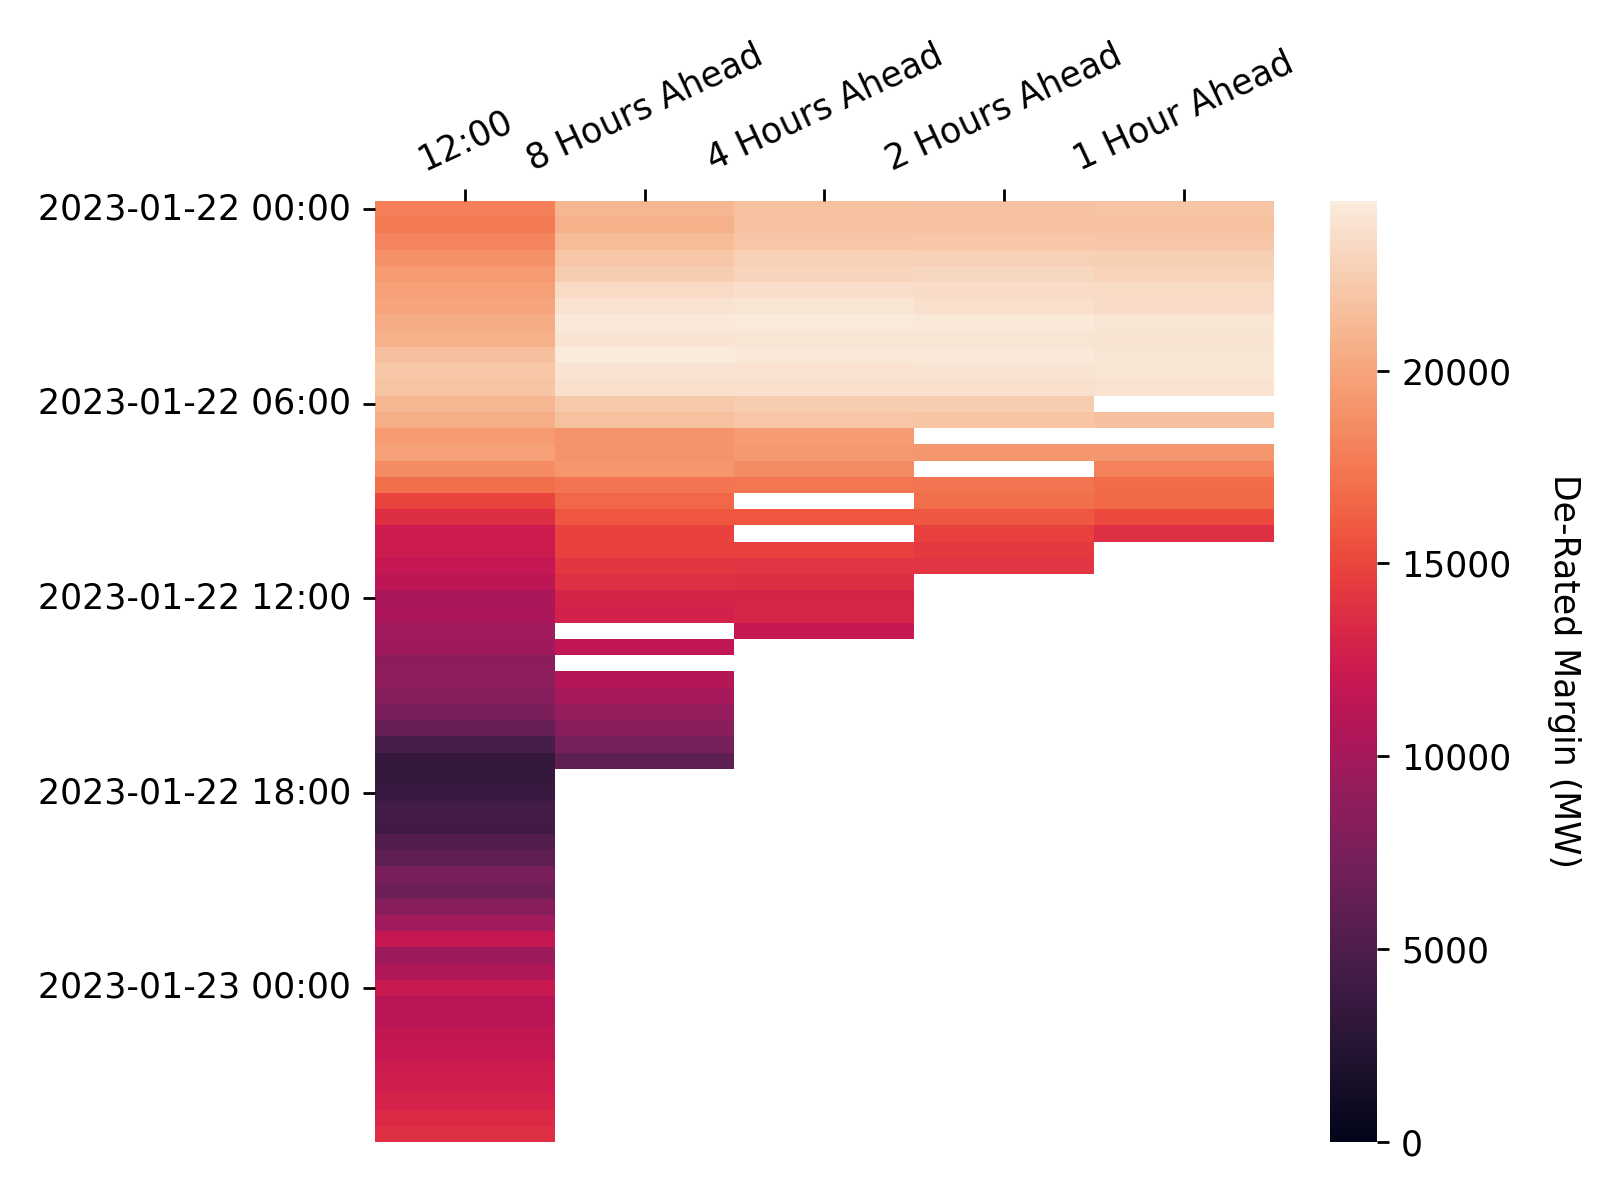 12:00
8 Hours Ahead
4 Hours Ahead
2 Hours Ahead
1 Hour Ahead
2023-01-22 00:00
2023-01-22 06:00
2023-01-22 12:00
2023-01-22 18:00
2023-01-23 00:00
20000
15000
10000
5000
0
De-Rated Margin (MW)